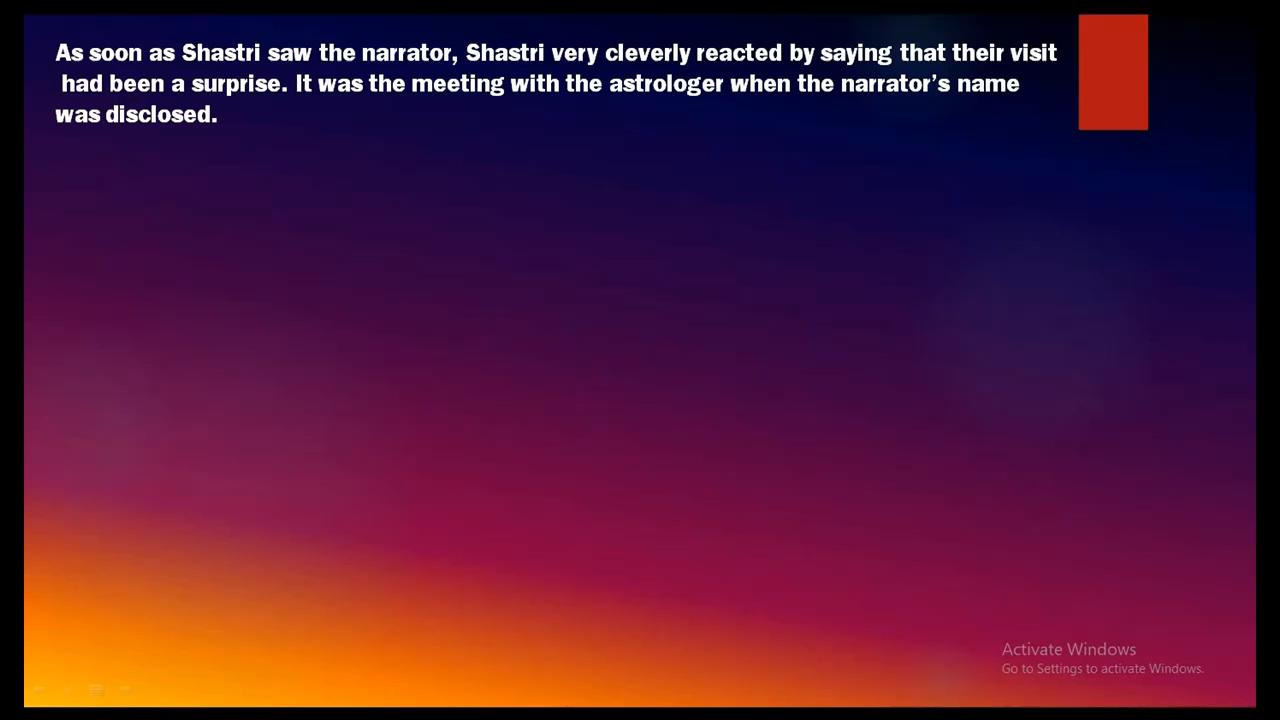 As soon as Shastri saw the narrator, Shastri very cleverly reacted by saying that their visit
had been a surprise. It was the meeting with the astrologer when the narrator’s name
was disclosed.
Activate Windows
Go to Settings to activate Windows.